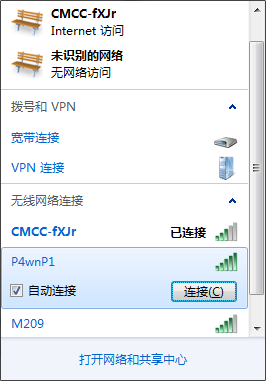 CMCC-fXJr
Internet 访问
未识别的网络
无网络访问
拨号和 VPN
宽带连接
VPN 连接
无线网络连接
CMCC-fXJr 已连接
P4wnP1
自动连接 连接(C)
M209
打开网络和共享中心